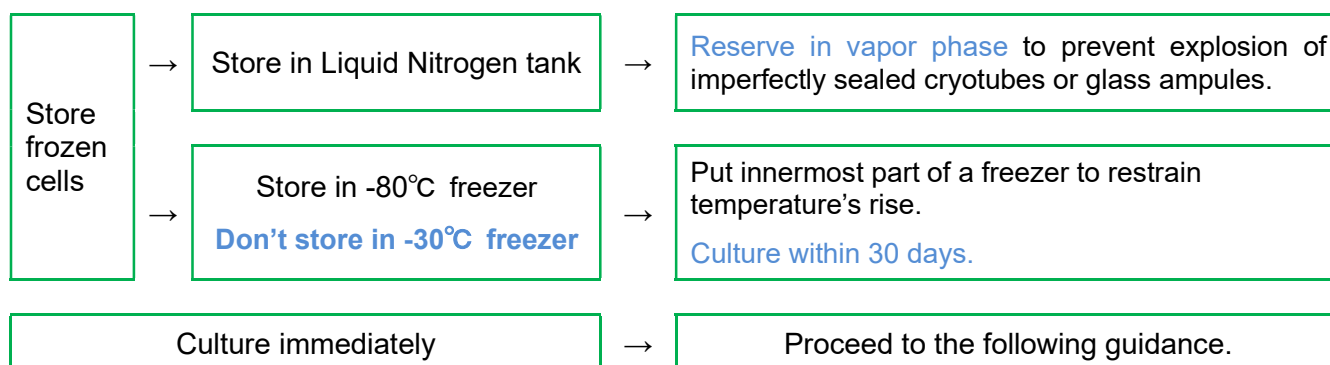 Store
frozen
cells
→
Store in Liquid Nitrogen tank
→
Reserve in vapor phase to prevent explosion of
imperfectly sealed cryotubes or glass ampules.
→
Store in -80℃ freezer
Don’t store in -30℃ freezer
→
Put innermost part of a freezer to restrain
temperature’s rise.
Culture within 30 days.
Culture immediately
→
Proceed to the following guidance.